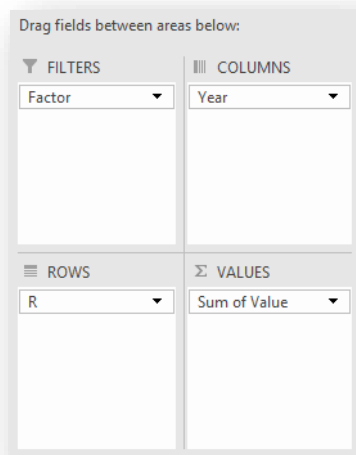 Drag fields between areas below:
FILTERS
COLUMNS
Factor
Year
ROWS
Σ VALUES
R
Sum of Value